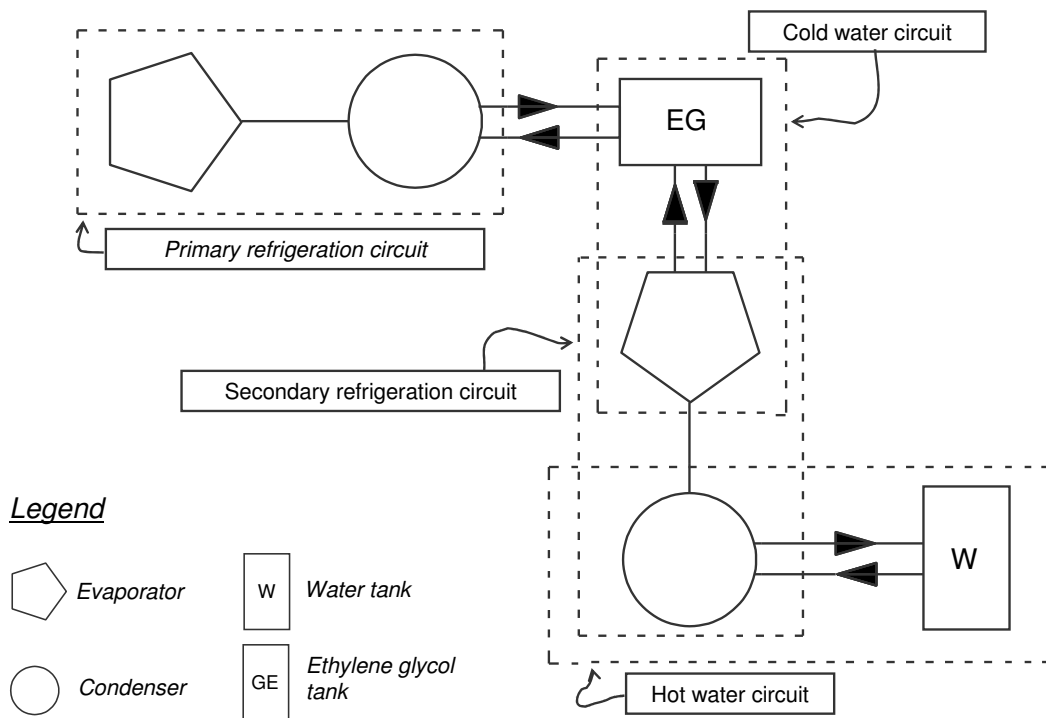 Cold water circuit
EG
Primary refrigeration circuit
Secondary refrigeration circuit
Legend
W
Evaporator
W
Water tank
Condenser
GE
Ethylene glycol
tank
Hot water circuit